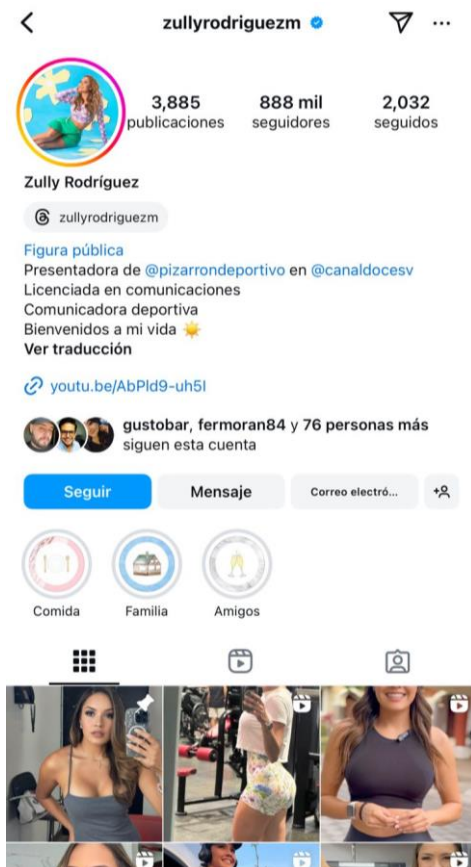 zullyrodriguezm
3,885
publicaciones
888 mil
seguidores
2,032
seguidos
Zully Rodríguez
zullyrodriguezm
Figura pública
Presentadora de @pizarrondeportivo en @canaldocesv
Licenciada en comunicaciones
Comunicadora deportiva
Bienvenidos a mi vida ☀️
Ver traducción
youtu.be/AbPld9-uh5I
gustobar, fermoran84 y 76 personas más
siguen esta cuenta
Seguir
Mensaje
Correo electró...
Comida
Familia
Amigos